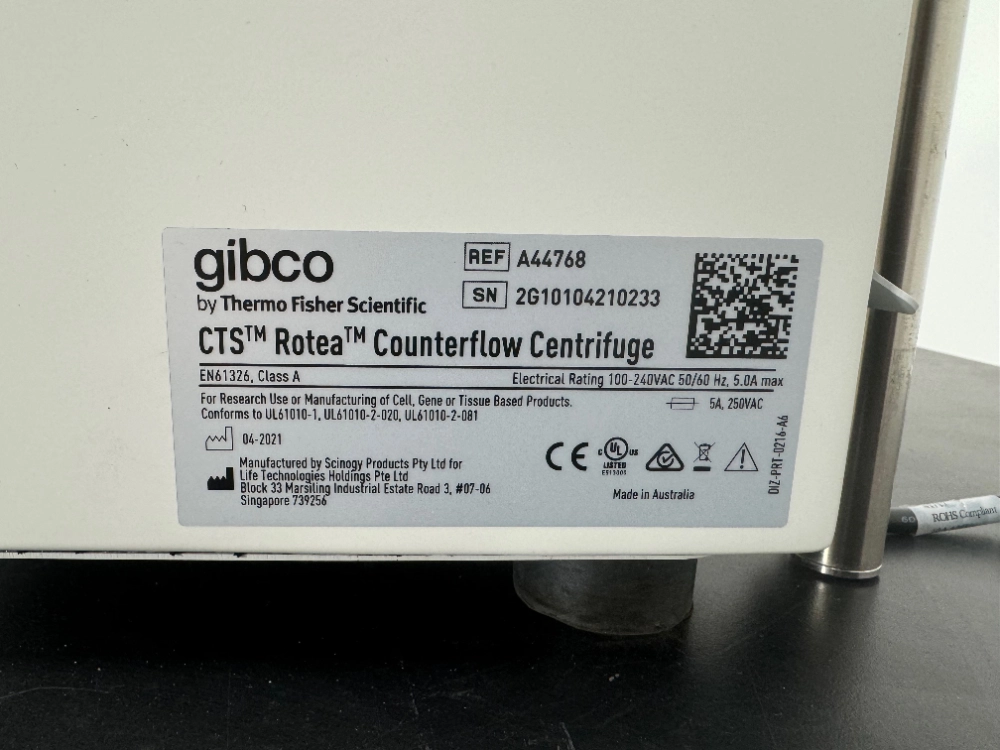 gibco
by Thermo Fisher Scientific
REF A44768
SN 2G10104210233
CTS™ Rotea™ Counterflow Centrifuge
EN61326, Class A
Electrical Rating 100-240VAC 50/60 Hz, 5.0A max
For Research Use or Manufacturing of Cell, Gene or Tissue Based Products.
Conforms to UL61010-1, UL61010-2-020, UL61010-2-081
5A, 250VAC
04-2021
Manufactured by Scinogy Products Pty Ltd for
Life Technologies Holdings Pte Ltd
Block 33 Marsiling Industrial Estate Road 3, #07-06
Singapore 739256
CE
c UL us
LISTED
Made in Australia
DIZ-PRT-0216-A6
60
ROHS Compliant